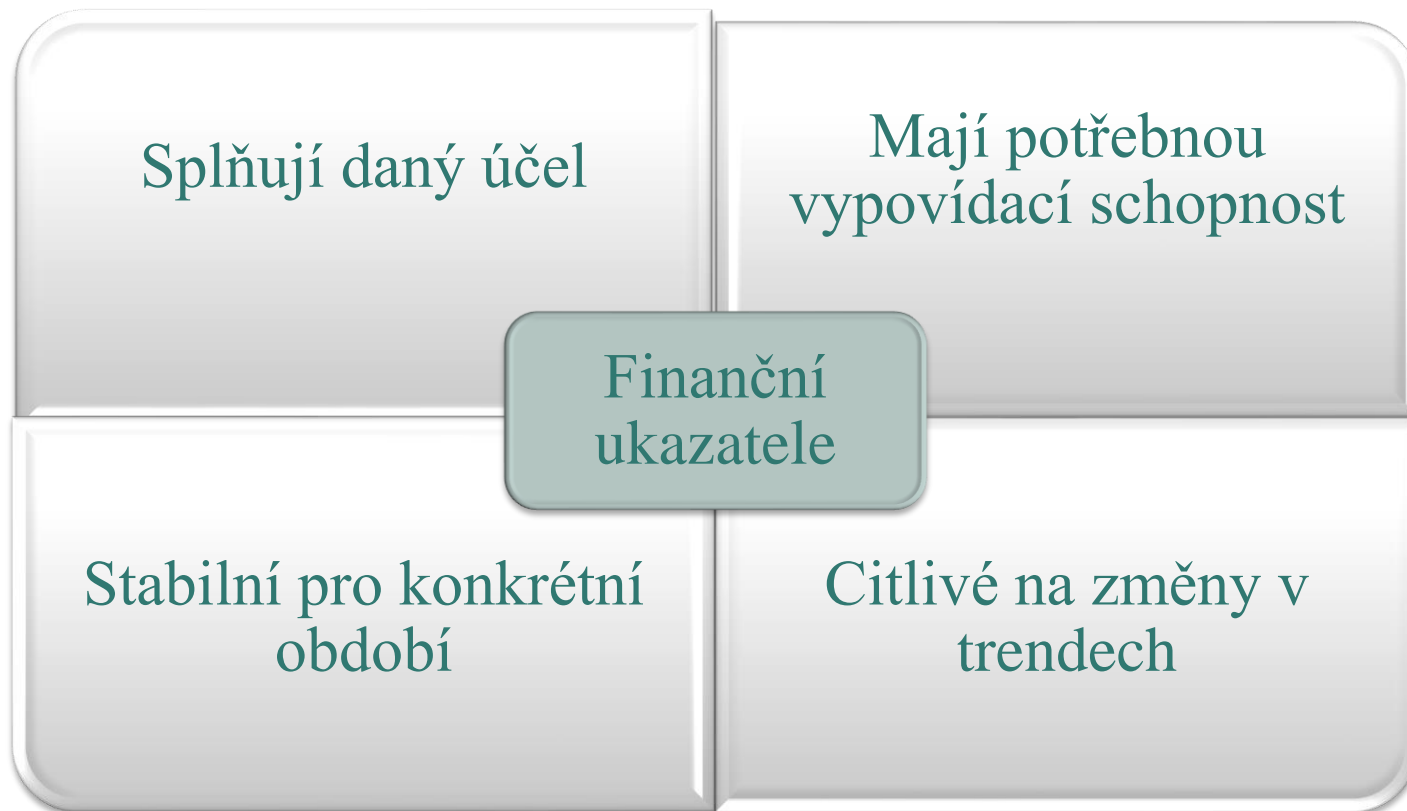 Splňují daný účel
Mají potřebnou
vypovídací schopnost
Finanční
ukazatele
Stabilní pro konkrétní
období
Citlivé na změny v
trendech